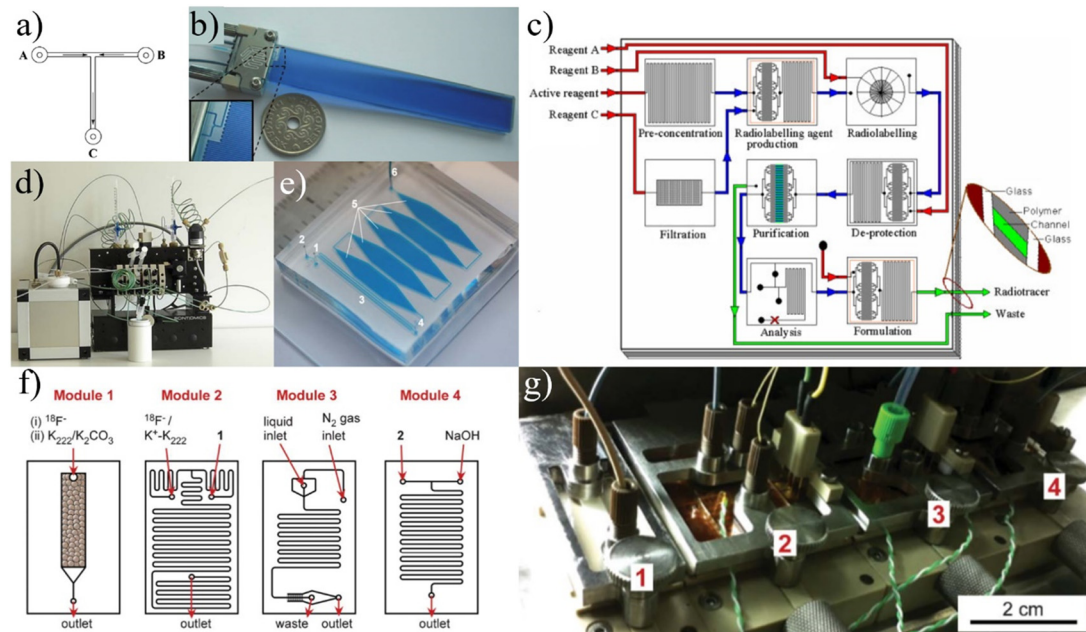 a)
A
B
C
b)
c)
Reagent A
Reagent B
Active reagent
Reagent C
Pre-concentration
Radiolabelling agent
production
Radiolabelling
Filtration
Purification
De-protection
Analysis
Formulation
Glass
Polymer
Channel
Glass
Radiotracer
Waste
d)
e)
6
5
2
1
3
4
f)
Module 1
Module 2
Module 3
Module 4
(i) ¹⁸F⁻
(ii) K₂₂₂/K₂CO₃
¹⁸F⁻/
K⁺-K₂₂₂
1
liquid
inlet
N₂ gas
inlet
2
NaOH
outlet
outlet
waste
outlet
outlet
g)
1
2
3
4
2 cm